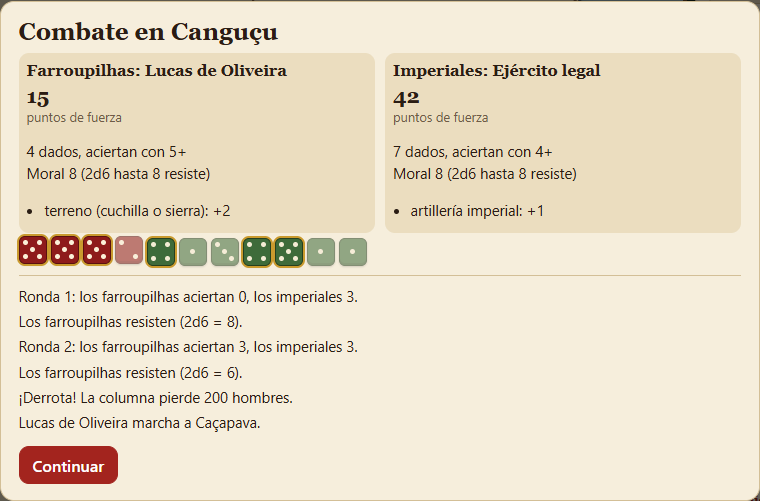 Combate en Canguçu
Farroupilhas: Lucas de Oliveira
15
puntos de fuerza
4 dados, aciertan con 5+
Moral 8 (2d6 hasta 8 resiste)
• terreno (cuchilla o sierra): +2
Imperiales: Ejército legal
42
puntos de fuerza
7 dados, aciertan con 4+
Moral 8 (2d6 hasta 8 resiste)
• artillería imperial: +1
Ronda 1: los farroupilhas aciertan 0, los imperiales 3.
Los farroupilhas resisten (2d6 = 8).
Ronda 2: los farroupilhas aciertan 3, los imperiales 3.
Los farroupilhas resisten (2d6 = 6).
¡Derrota! La columna pierde 200 hombres.
Lucas de Oliveira marcha a Caçapava.
Continuar